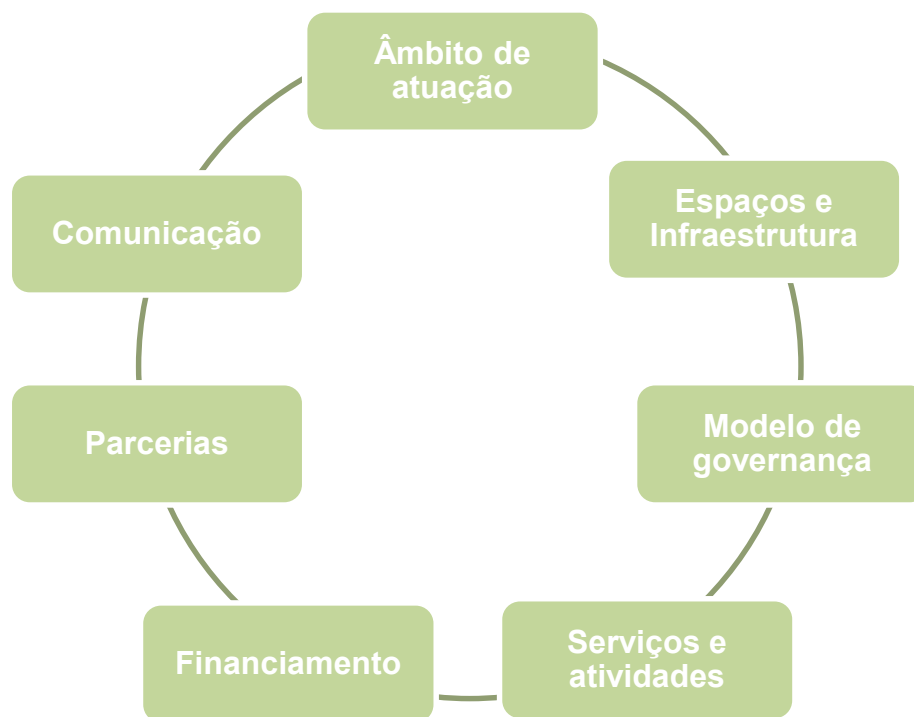 Âmbito de
atuação
Espaços e
Infraestrutura
Modelo de
governança
Serviços e
atividades
Financiamento
Parcerias
Comunicação